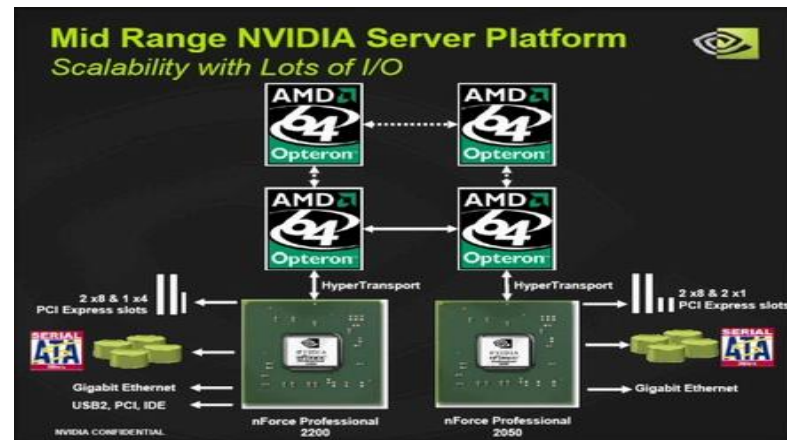 Mid Range NVIDIA Server Platform
Scalability with Lots of I/O
AMD
64
Opteron
AMD
64
Opteron
AMD
64
Opteron
AMD
64
Opteron
HyperTransport
HyperTransport
2 x8 & 1 x4
PCI Express slots
2 x8 & 2 x1
PCI Express slots
SERIAL
ATA
SERIAL
ATA
NVIDIA
NVIDIA
Gigabit Ethernet
Gigabit Ethernet
USB2, PCI, IDE
nForce Professional
2200
nForce Professional
2050
NVIDIA CONFIDENTIAL